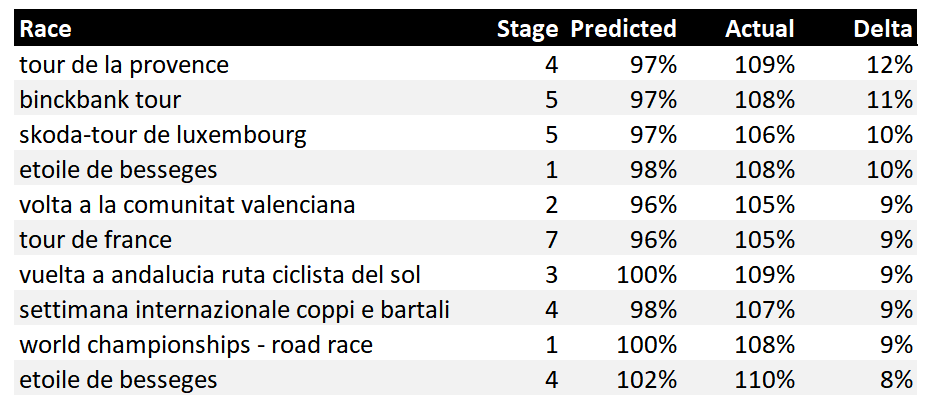 Race Stage Predicted Actual Delta
tour de la provence 4 97% 109% 12%
binckbank tour 5 97% 108% 11%
skoda-tour de luxembourg 5 97% 106% 10%
etoile de besseges 1 98% 108% 10%
volta a la comunitat valenciana 2 96% 105% 9%
tour de france 7 96% 105% 9%
vuelta a andalucia ruta ciclista del sol 3 100% 109% 9%
settimana internazionale coppi e bartali 4 98% 107% 9%
world championships - road race 1 100% 108% 9%
etoile de besseges 4 102% 110% 8%